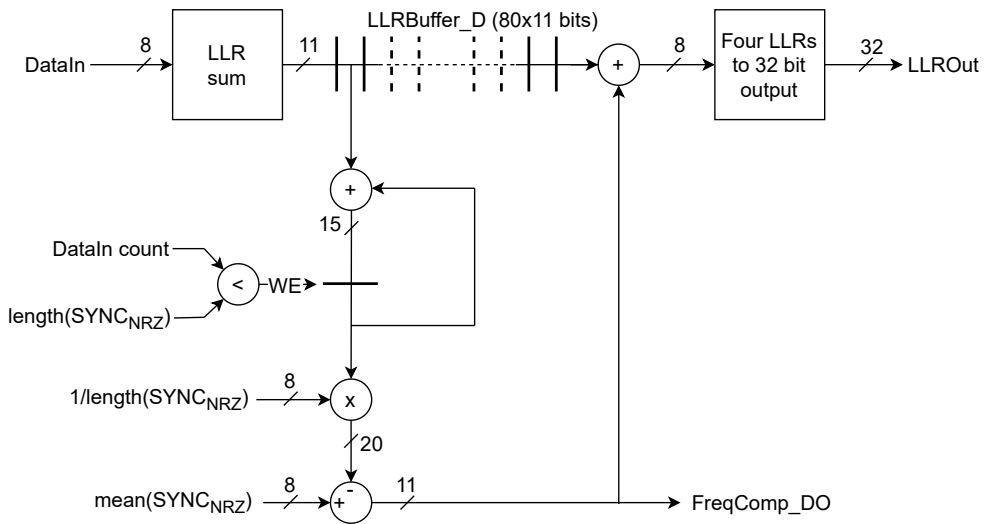 LLRBuffer_D (80x11 bits)
DataIn
8
LLR
sum
11
+
8
Four LLRs
to 32 bit
output
32
LLROut
+
15
DataIn count
<
WE
length(SYNC_NRZ)
1/length(SYNC_NRZ)
8
x
20
mean(SYNC_NRZ)
8
+
-
11
FreqComp_DO